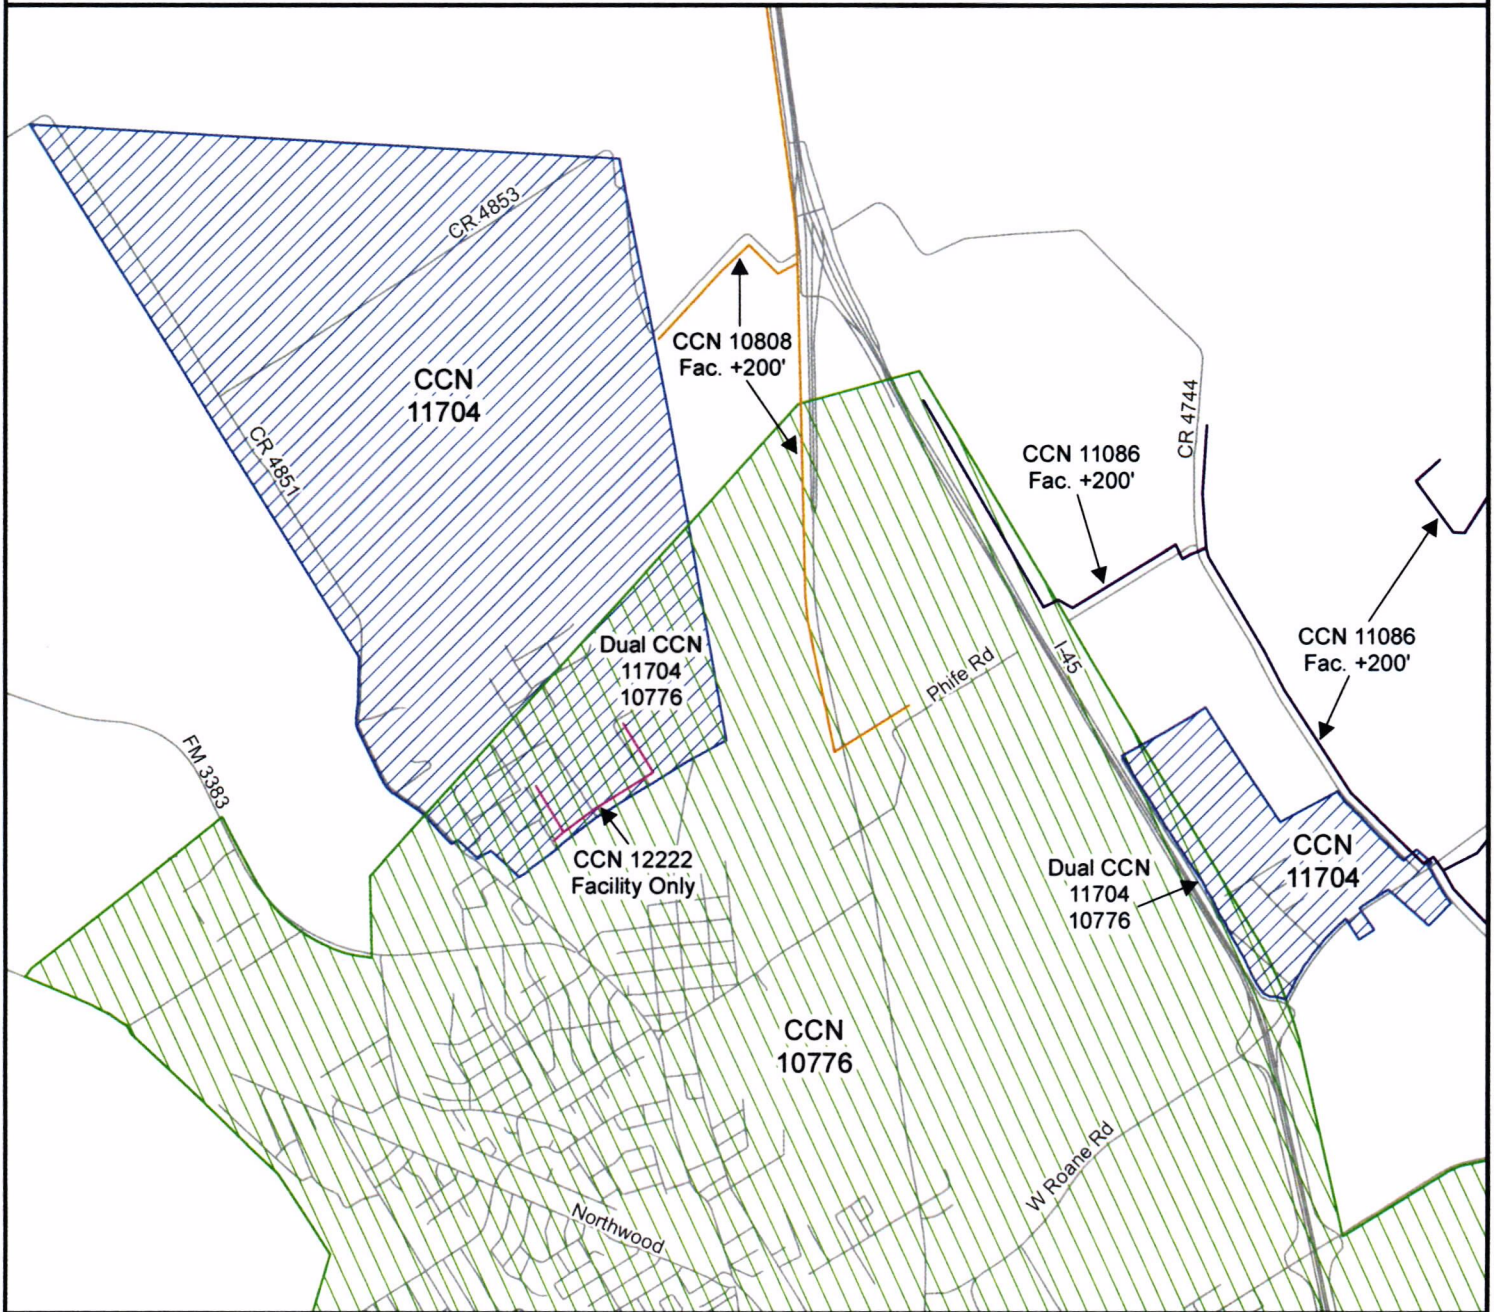 CR 4853
CCN 10808
Fac. +200'
CCN
11704
CR 4851
CR 4744
CCN 11086
Fac. +200'
Dual CCN
11704
10776
I-45
CCN 11086
Fac. +200'
Phife Rd
FM 3383
CCN 12222
Facility Only
CCN
11704
Dual CCN
11704
10776
CCN
10776
W Roane Rd
Northwood